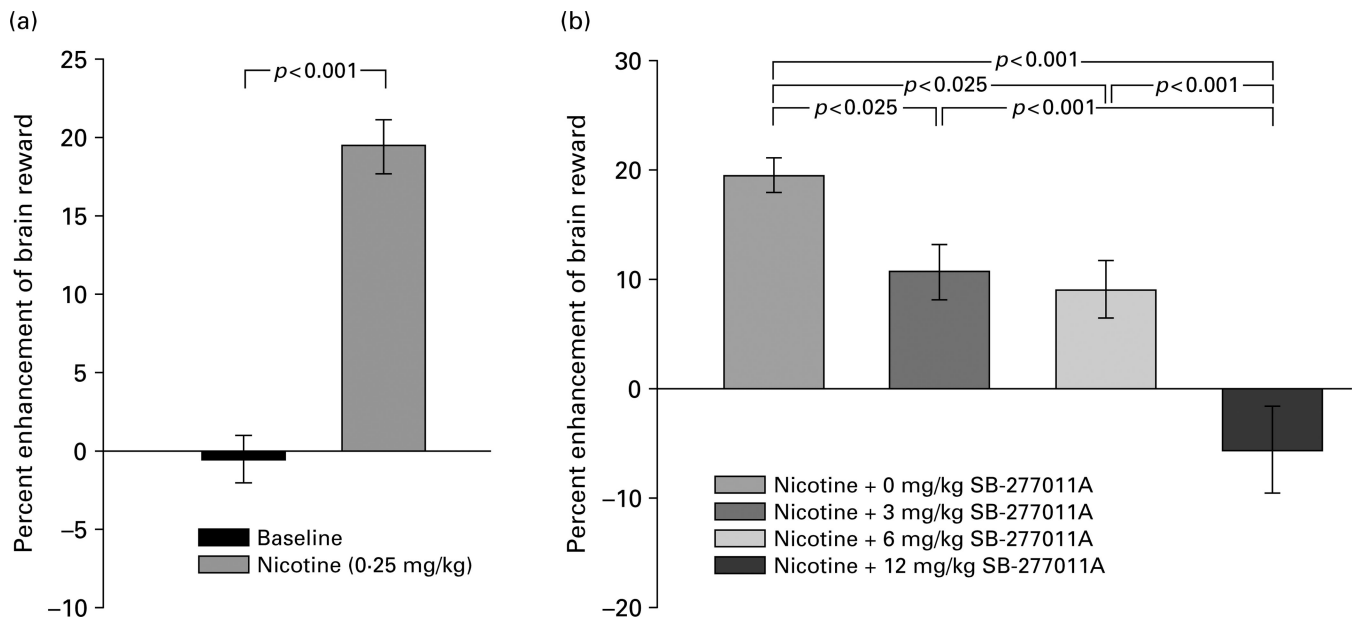 (a)
Percent enhancement of brain reward
25
20
15
10
5
0
−5
−10
p<0.001
Baseline
Nicotine (0·25 mg/kg)
(b)
Percent enhancement of brain reward
30
20
10
0
−10
−20
p<0.001
p<0.025
p<0.001
p<0.025
p<0.001
Nicotine + 0 mg/kg SB-277011A
Nicotine + 3 mg/kg SB-277011A
Nicotine + 6 mg/kg SB-277011A
Nicotine + 12 mg/kg SB-277011A